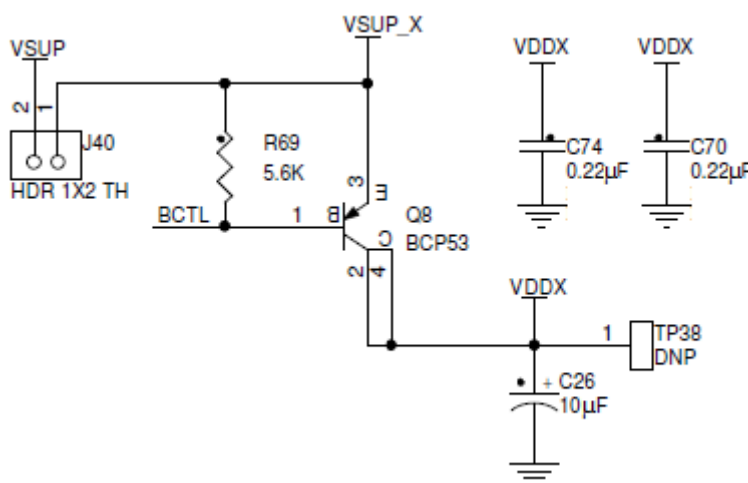 VSUP_X
VSUP
VDDX
VDDX
2
1
J40
HDR 1X2 TH
R69
5.6K
C74
0.22µF
C70
0.22µF
3
E
BCTL
1
B
Q8
BCP53
C
2
4
VDDX
1
TP38
DNP
+
C26
10µF